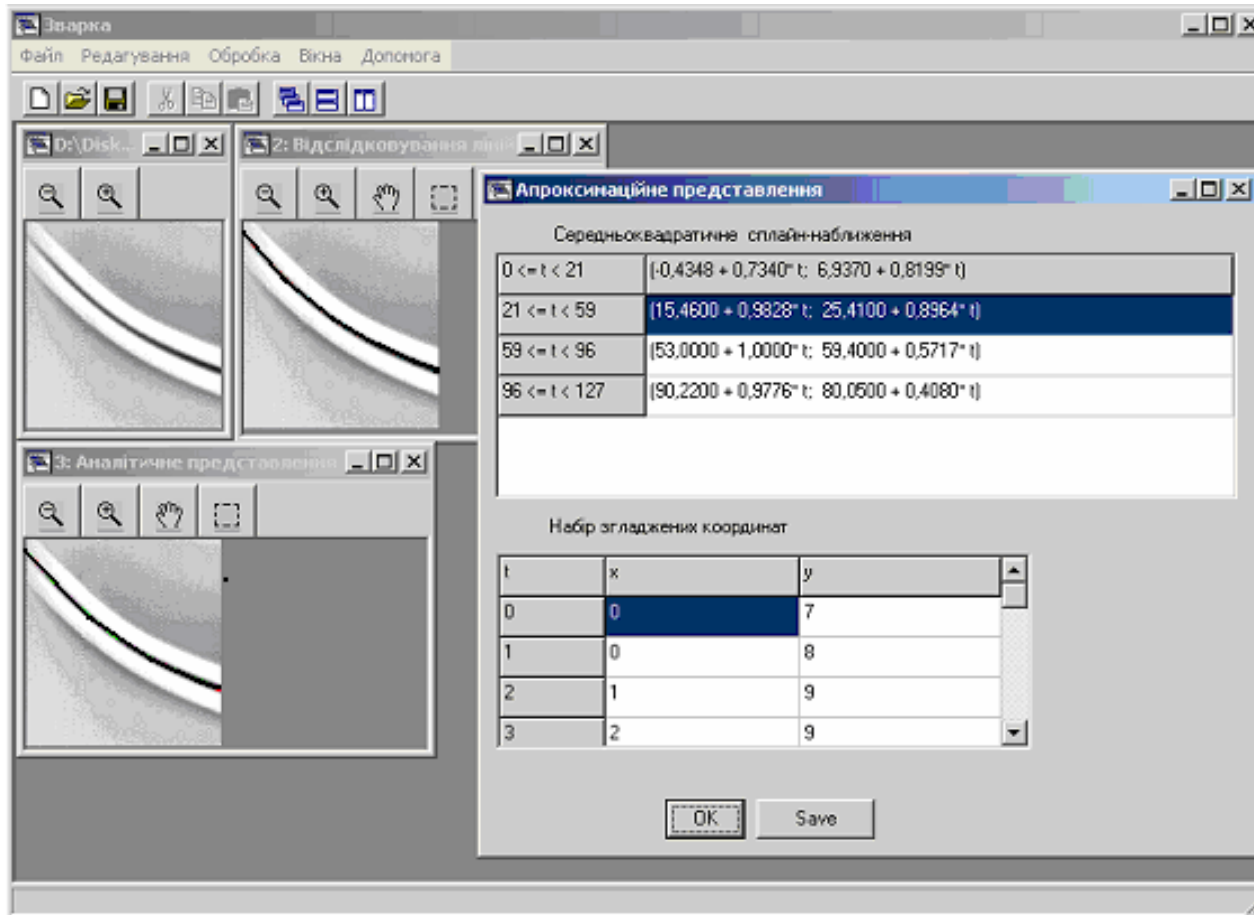 Зварка
Файл Редагування Обробка Вікна Допомога
D:\Disk...
2: Відслідковування ліній
Апроксимаційне представлення
Середньоквадратичне сплайн-наближення
0 <= t < 21 (-0,4348 + 0,7340* t; 6,9370 + 0,8199* t)
21 <= t < 59 (15,4600 + 0,9828* t; 25,4100 + 0,8964* t)
59 <= t < 96 (53,0000 + 1,0000* t; 59,4000 + 0,5717* t)
96 <= t < 127 (90,2200 + 0,9776* t; 80,0500 + 0,4080* t)
3: Аналітичне представлення
Набір згладжених координат
t x y
0 0 7
1 0 8
2 1 9
3 2 9
OK Save